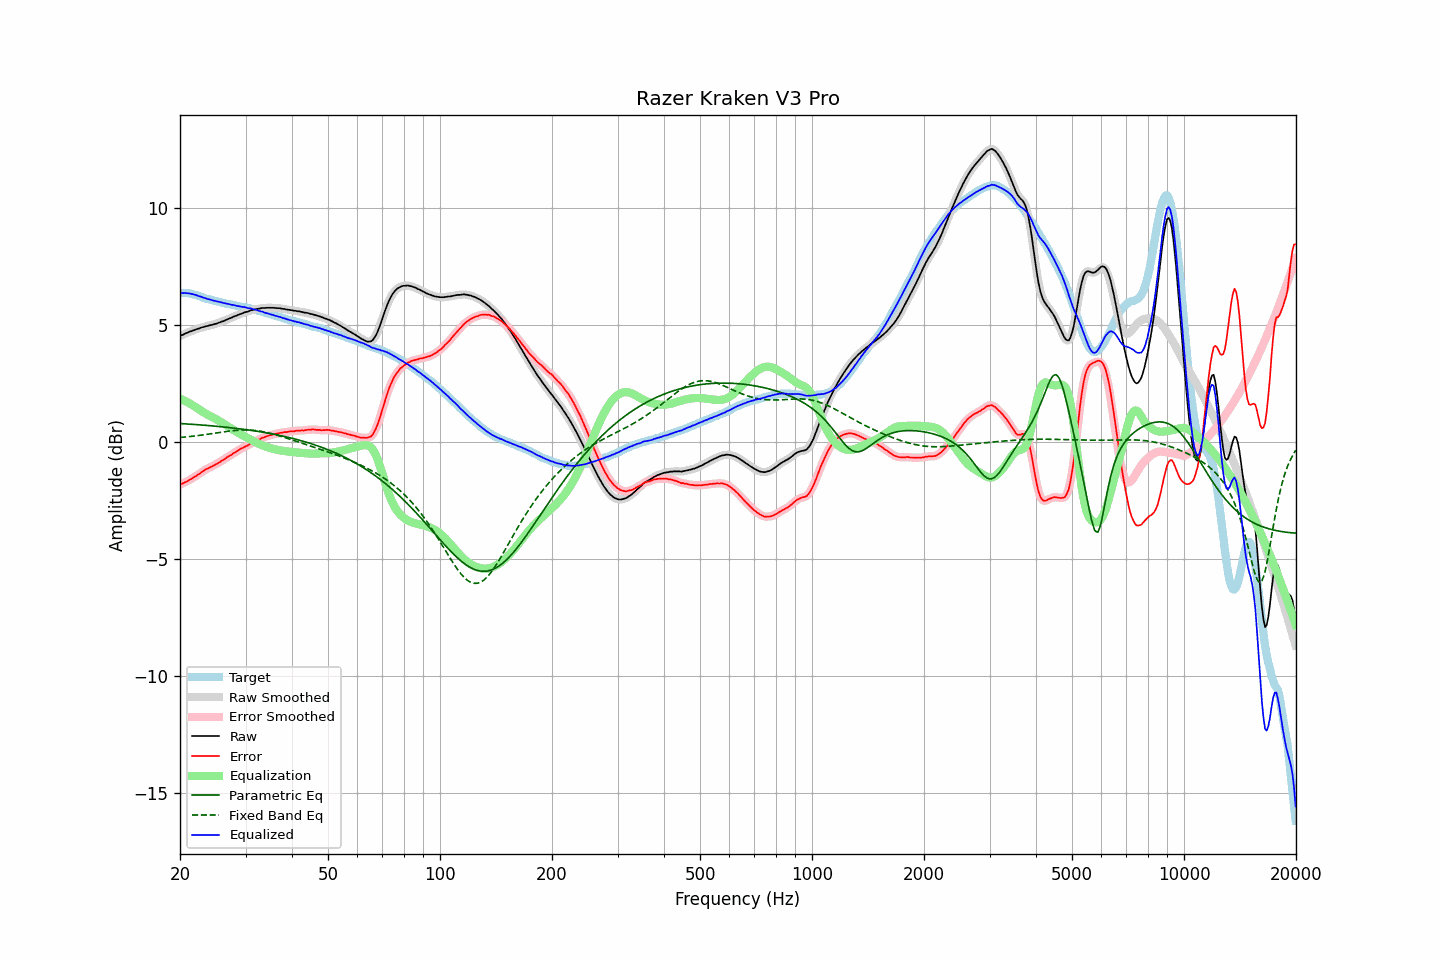 Razer Kraken V3 Pro
Amplitude (dBr)
10
5
0
−5
−10
−15
Target
Raw Smoothed
Error Smoothed
Raw
Error
Equalization
Parametric Eq
Fixed Band Eq
Equalized
20 50 100 200 500 1000 2000 5000 10000 20000
Frequency (Hz)